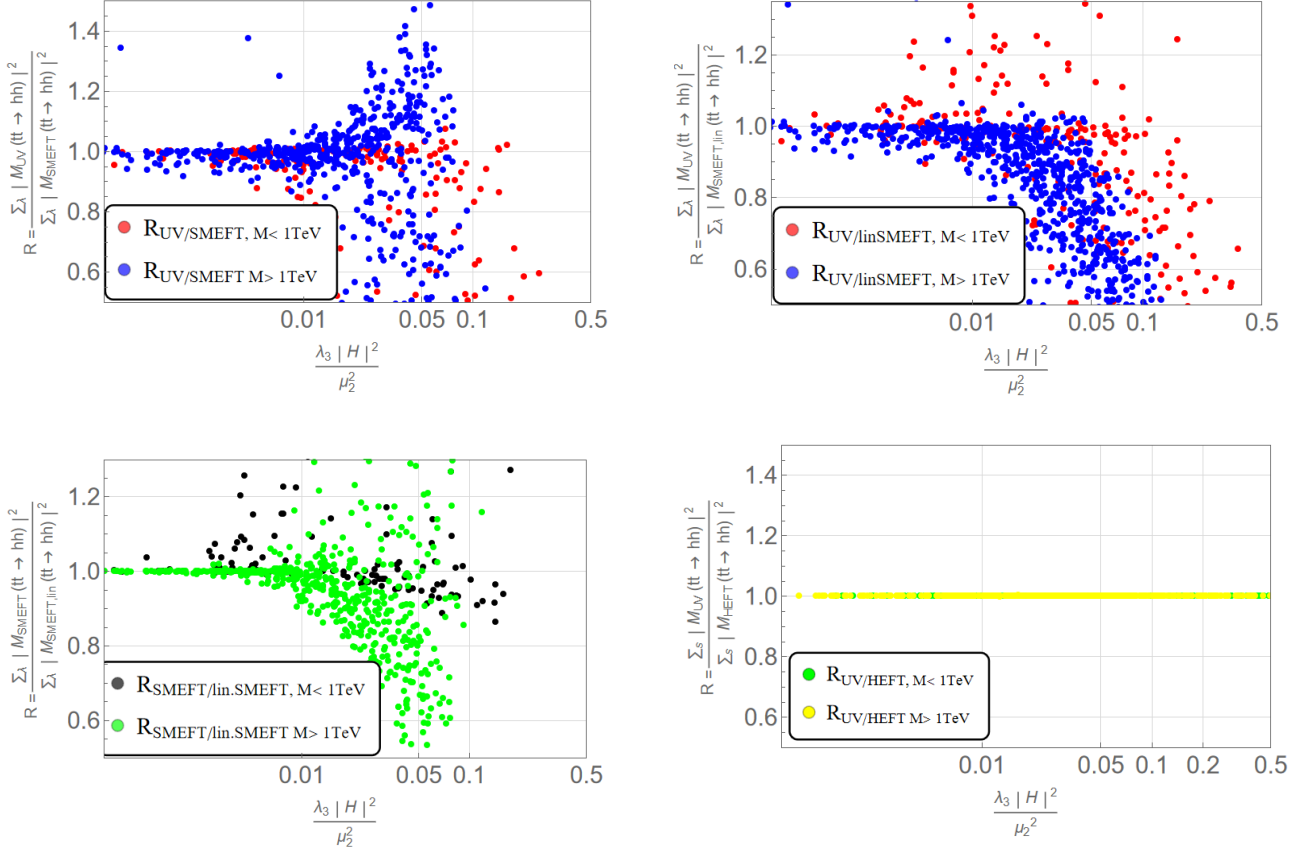 R = Σλ | MUV (tt → hh) |² / Σλ | MSMEFT (tt → hh) |²
1.4
1.2
1.0
0.8
0.6
RUV/SMEFT, M< 1TeV
RUV/SMEFT M> 1TeV
0.01 0.05 0.1 0.5
λ3 | H |²
μ2²
R = Σλ | MUV (tt → hh) |² / Σλ | MSMEFT,lin (tt → hh) |²
1.2
1.0
0.8
0.6
RUV/linSMEFT, M< 1TeV
RUV/linSMEFT, M> 1TeV
0.01 0.05 0.1 0.5
λ3 | H |²
μ2²
R = Σλ | MSMEFT (tt → hh) |² / Σλ | MSMEFT,lin (tt → hh) |²
1.2
1.0
0.8
0.6
RSMEFT/lin.SMEFT, M< 1TeV
RSMEFT/lin.SMEFT M> 1TeV
0.01 0.05 0.1 0.5
λ3 | H |²
μ2²
R = Σs | MUV (tt → hh) |² / Σs | MHEFT (tt → hh) |²
1.4
1.2
1.0
0.8
0.6
RUV/HEFT, M< 1TeV
RUV/HEFT M> 1TeV
0.01 0.05 0.1 0.2 0.5
λ3 | H |²
μ2²